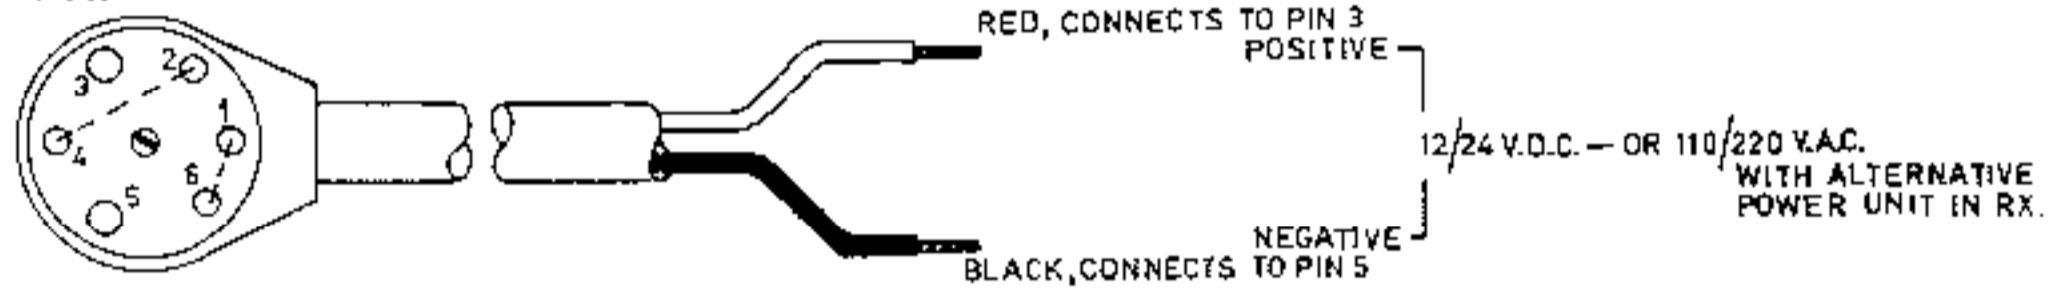 RED, CONNECTS TO PIN 3
POSITIVE
3
2
1
4
6
5
12/24 V.D.C. — OR 110/220 V.A.C.
WITH ALTERNATIVE
POWER UNIT IN RX.
NEGATIVE
BLACK, CONNECTS TO PIN 5